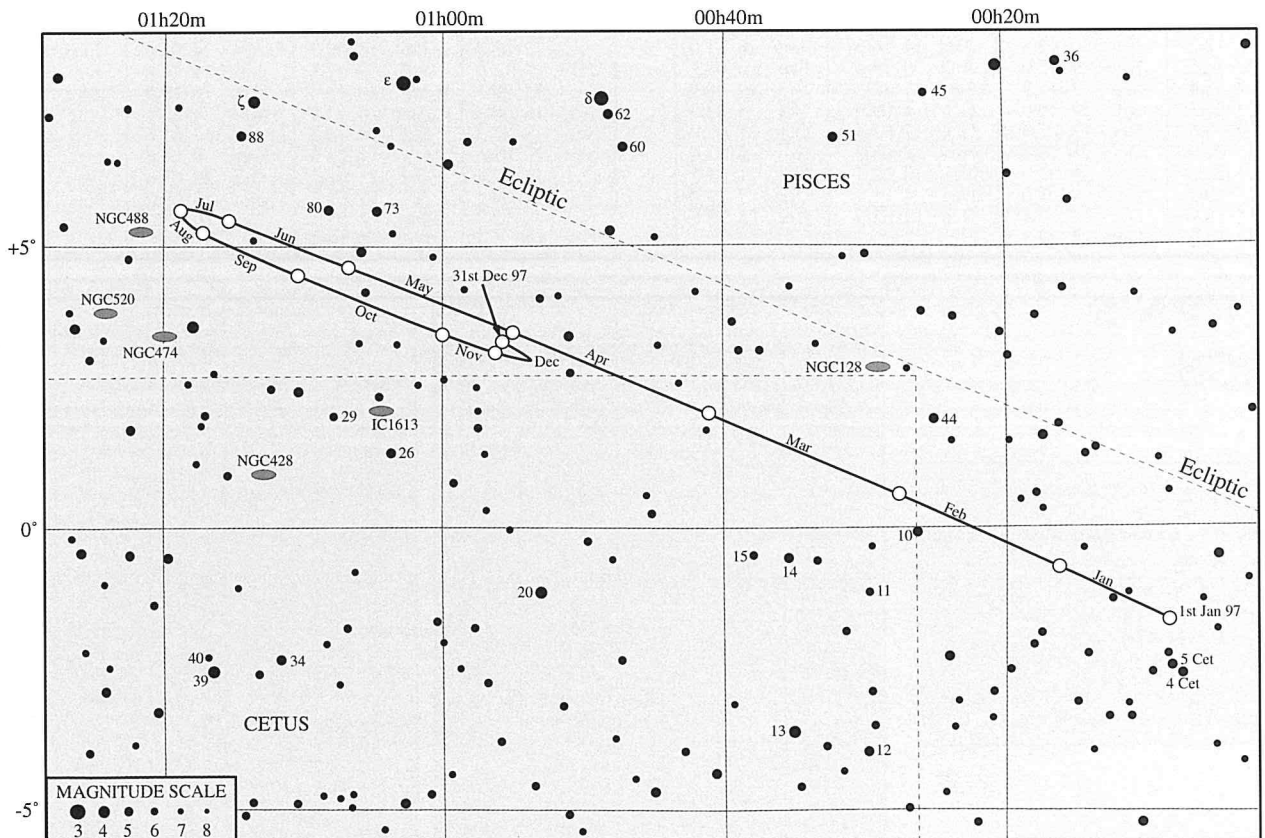 01h20m 01h00m 00h40m 00h20m
36
ε
δ
45
ζ
62
88
60
51
PISCES
Ecliptic
Jul
80
73
NGC488
Aug
Jun
+5°
Sep
31st Dec 97
May
NGC520
Oct
NGC474
Nov
Dec
Apr
NGC128
29
IC1613
44
Mar
26
NGC428
Ecliptic
Feb
0°
10
15
14
Jan
11
20
1st Jan 97
40
34
39
5 Cet
4 Cet
CETUS
13
12
MAGNITUDE SCALE
3 4 5 6 7 8
-5°